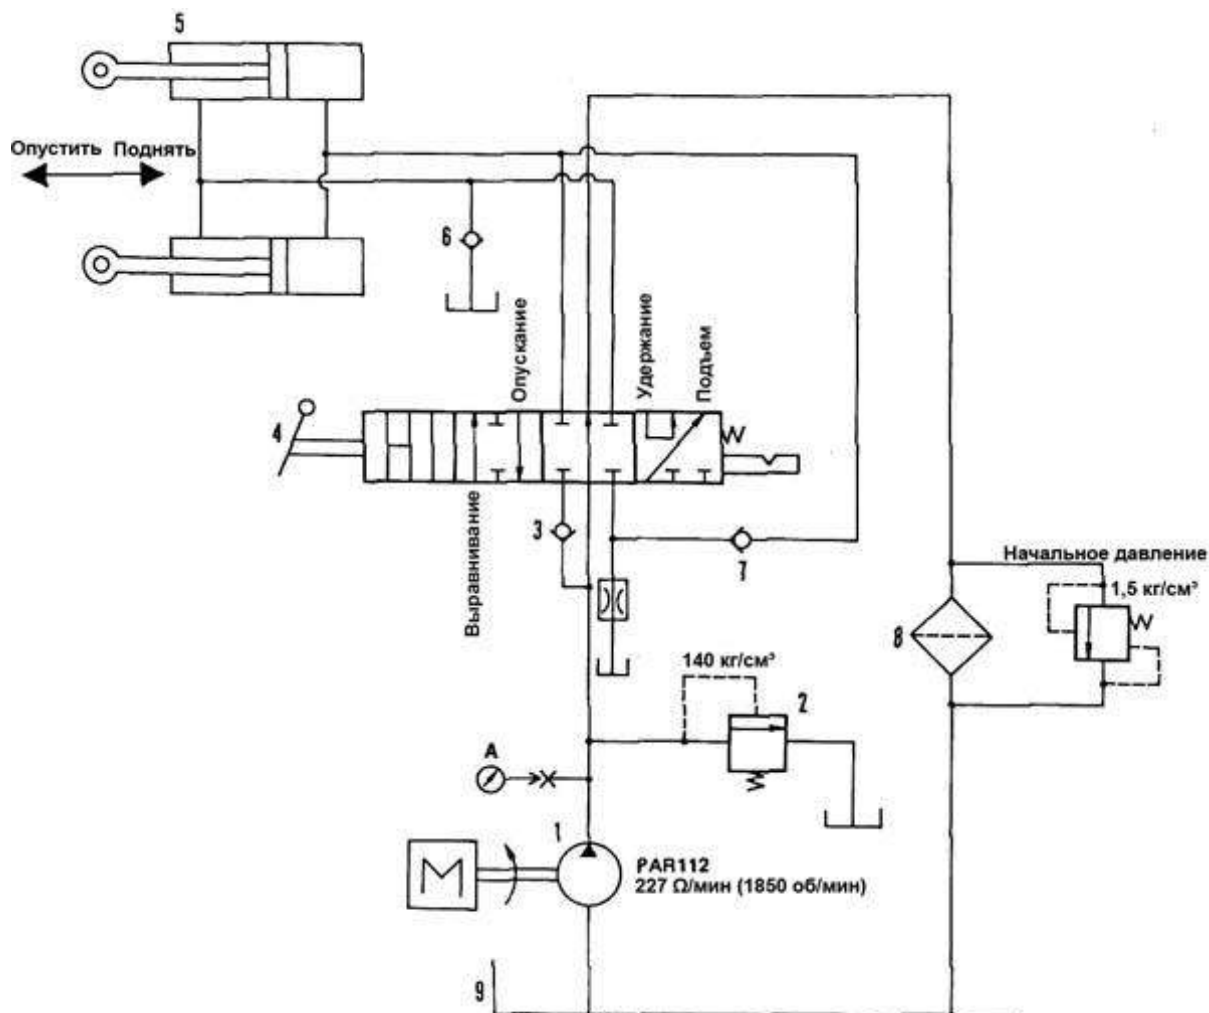 5
Опустить Поднять
6
Опускание
Удержание
Подъем
4
Выравнивание
3
7
Начальное давление
1,5 кг/см³
8
140 кг/см³
2
A
1
PAR112
227 Ω/мин (1850 об/мин)
M
9